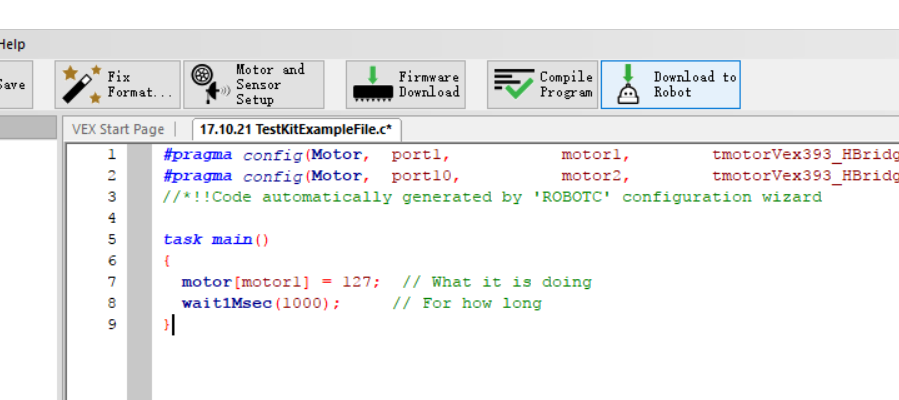 Help
Save
Fix Format...
Motor and Sensor Setup
Firmware Download
Compile Program
Download to Robot
VEX Start Page
17.10.21 TestKitExampleFile.c*
1 #pragma config(Motor, port1, motor1, tmotorVex393_HBridg
2 #pragma config(Motor, port10, motor2, tmotorVex393_HBridg
3 //*!!Code automatically generated by 'ROBOTC' configuration wizard
4
5 task main()
6 {
7 motor[motor1] = 127; // What it is doing
8 wait1Msec(1000); // For how long
9 }